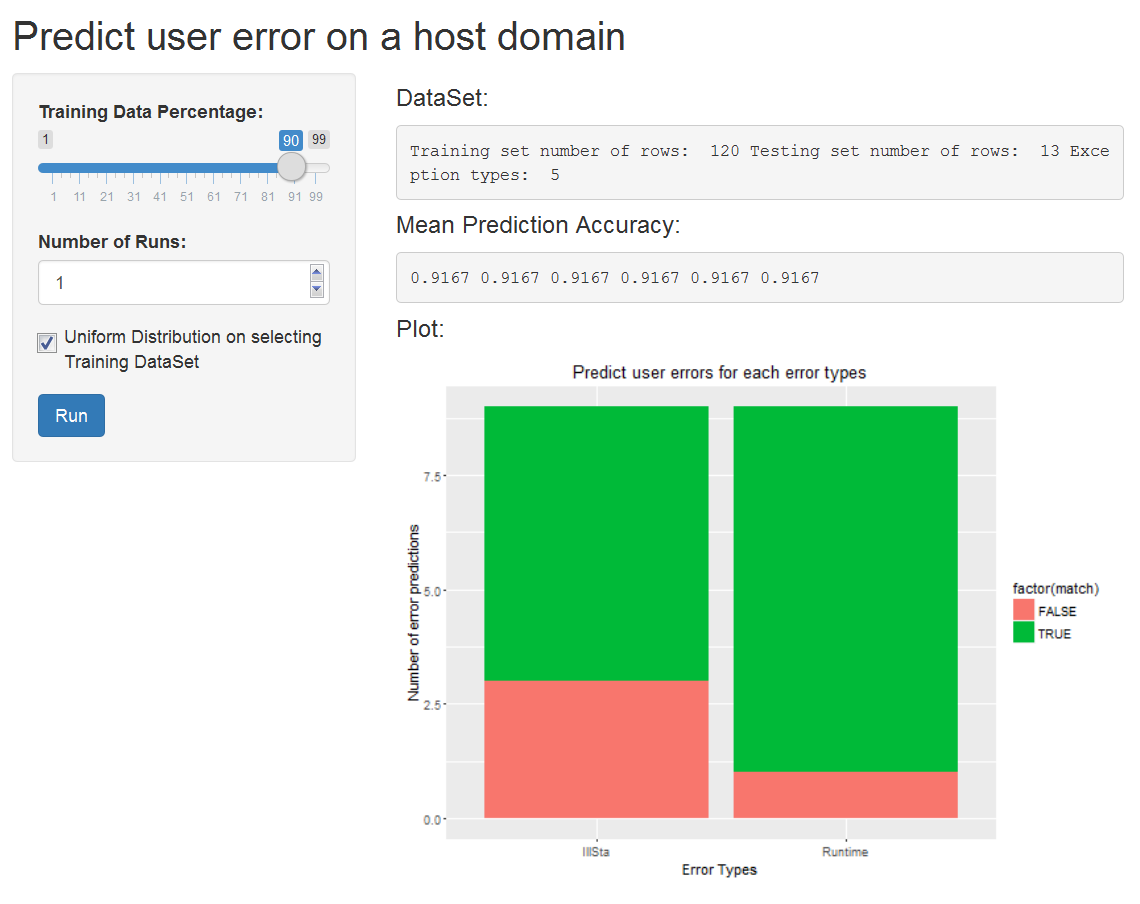 Predict user error on a host domain
Training Data Percentage:
1 90 99
1 11 21 31 41 51 61 71 81 91 99
Number of Runs:
1
Uniform Distribution on selecting
Training DataSet
Run
DataSet:
Training set number of rows:  120 Testing set number of rows:  13 Exce
ption types:  5
Mean Prediction Accuracy:
0.9167 0.9167 0.9167 0.9167 0.9167 0.9167
Plot:
Predict user errors for each error types
Number of error predictions
7.5
5.0
2.5
0.0
IllSta Runtime
Error Types
factor(match)
FALSE
TRUE